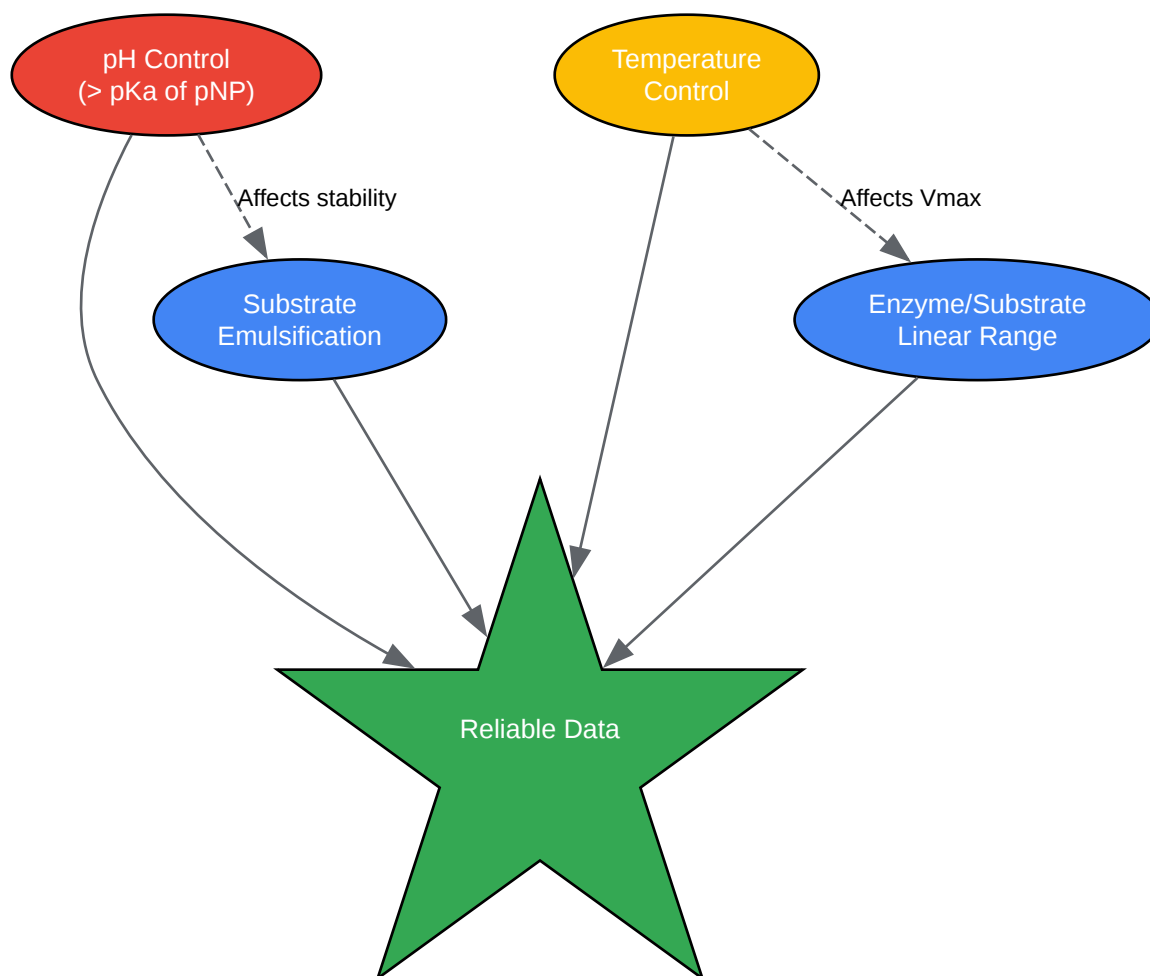 pH Control
(> pKa of pNP)
Temperature
Control
Affects stability
Affects Vmax
Substrate
Emulsification
Enzyme/Substrate
Linear Range
Reliable Data